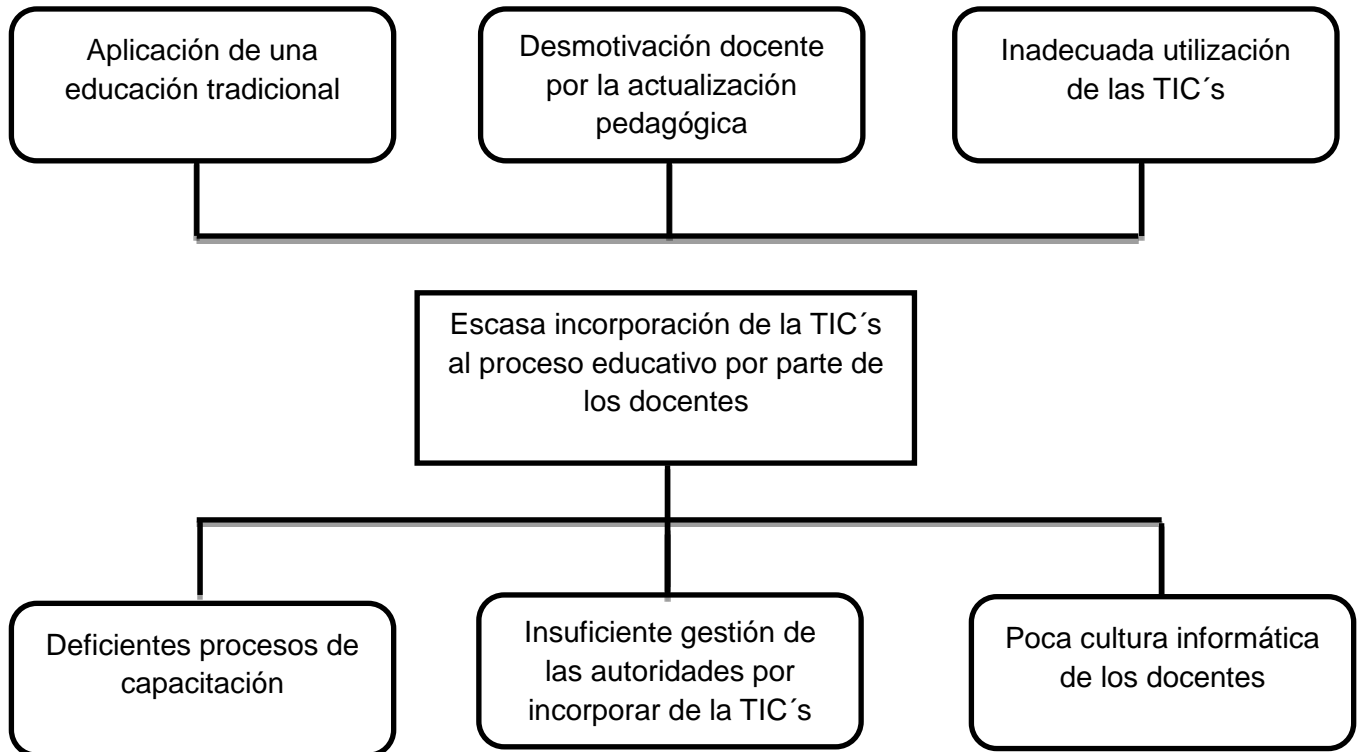 Aplicación de una
educación tradicional
Desmotivación docente
por la actualización
pedagógica
Inadecuada utilización
de las TIC´s
Escasa incorporación de la TIC´s
al proceso educativo por parte de
los docentes
Deficientes procesos de
capacitación
Insuficiente gestión de
las autoridades por
incorporar de la TIC´s
Poca cultura informática
de los docentes